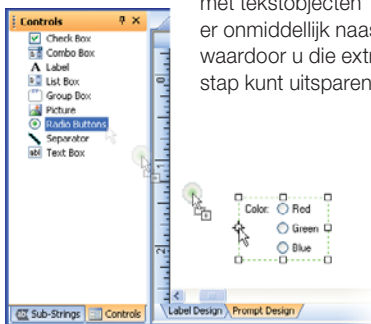 met tekstobjecten
er onmiddellijk naas
waardoor u die extr
stap kunt uitsparen
Controls
Check Box
Combo Box
A Label
List Box
Group Box
Picture
Radio Buttons
Separator
abl Text Box
Color: Red
Green
Blue
Sub-Strings Controls
Label Design Prompt Design